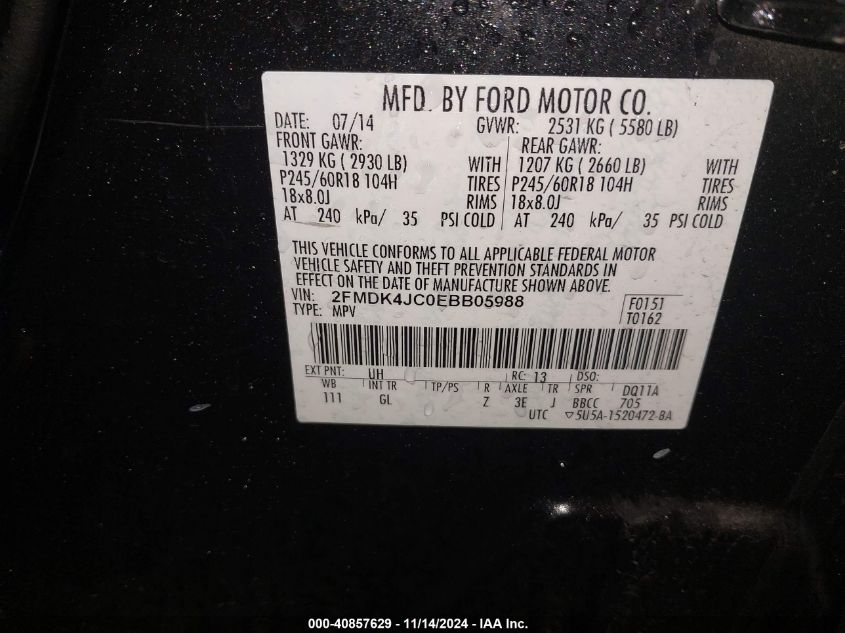 MFD. BY FORD MOTOR CO.
DATE: 07/14 GVWR: 2531 KG ( 5580 LB)
FRONT GAWR: REAR GAWR:
1329 KG ( 2930 LB) WITH 1207 KG ( 2660 LB) WITH
P245/60R18 104H TIRES P245/60R18 104H TIRES
18x8.0J RIMS 18x8.0J RIMS
AT 240 kPa/ 35 PSI COLD AT 240 kPa/ 35 PSI COLD
THIS VEHICLE CONFORMS TO ALL APPLICABLE FEDERAL MOTOR
VEHICLE SAFETY AND THEFT PREVENTION STANDARDS IN
EFFECT ON THE DATE OF MANUFACTURE SHOWN ABOVE.
VIN: 2FMDK4JC0EBB05988 F0151
TYPE: MPV T0162
EXT PNT: UH RC: 13 DSO:
WB INT TR TP/PS R AXLE TR SPR DQ11A
111 GL Z 3E J BBCC 705
UTC ▽5U5A-1520472-BA
000-40857629 - 11/14/2024 - IAA Inc.